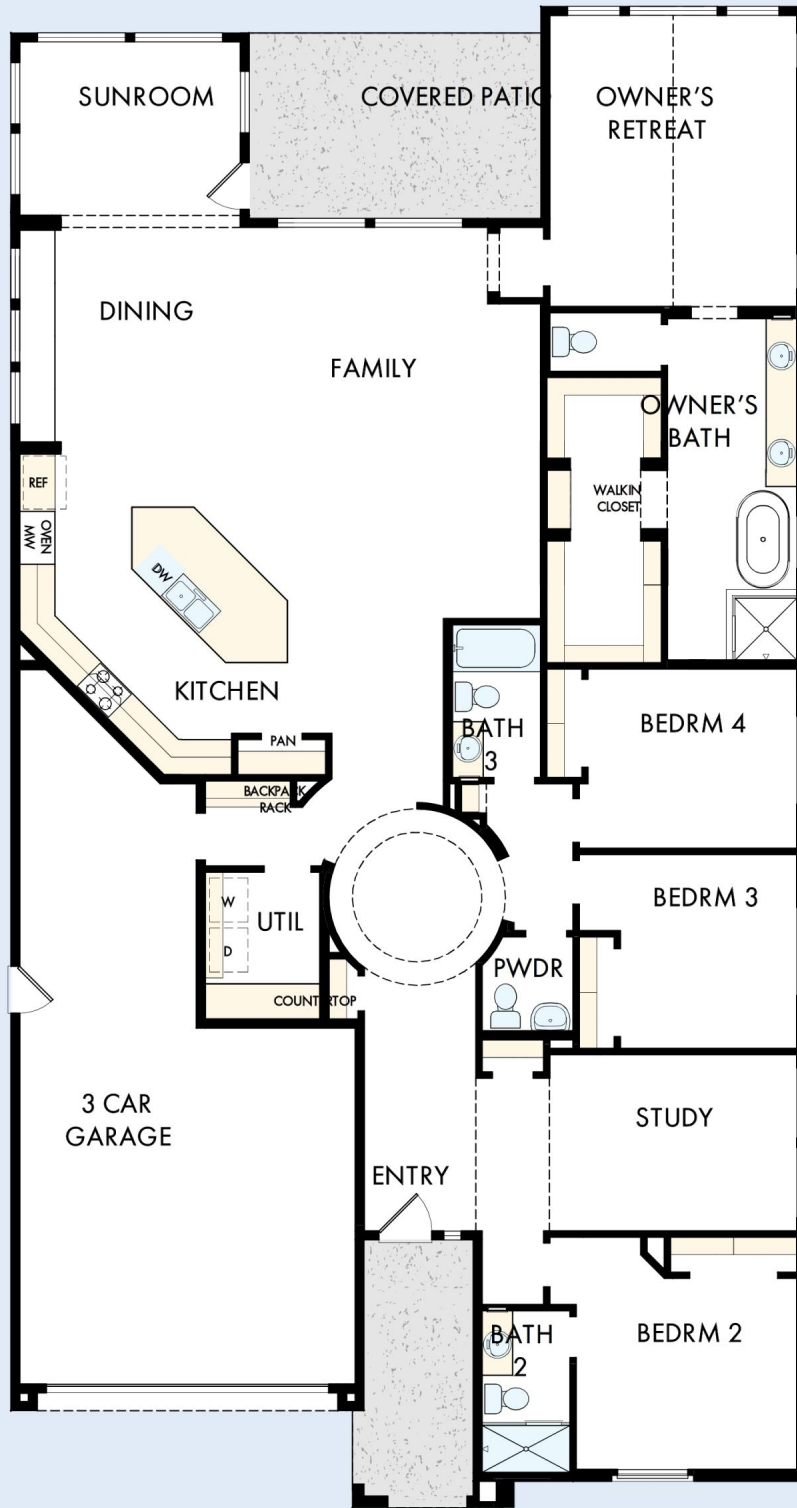 SUNROOM
COVERED PATIO
OWNER'S
RETREAT
DINING
FAMILY
OWNER'S
BATH
REF
WALKIN
CLOSET
OVEN
MW
DW
KITCHEN
BATH
3
BEDRM 4
PAN
BACKPACK
RACK
BEDRM 3
W
UTIL
D
PWDR
COUNTERTOP
3 CAR
GARAGE
STUDY
ENTRY
BATH
2
BEDRM 2